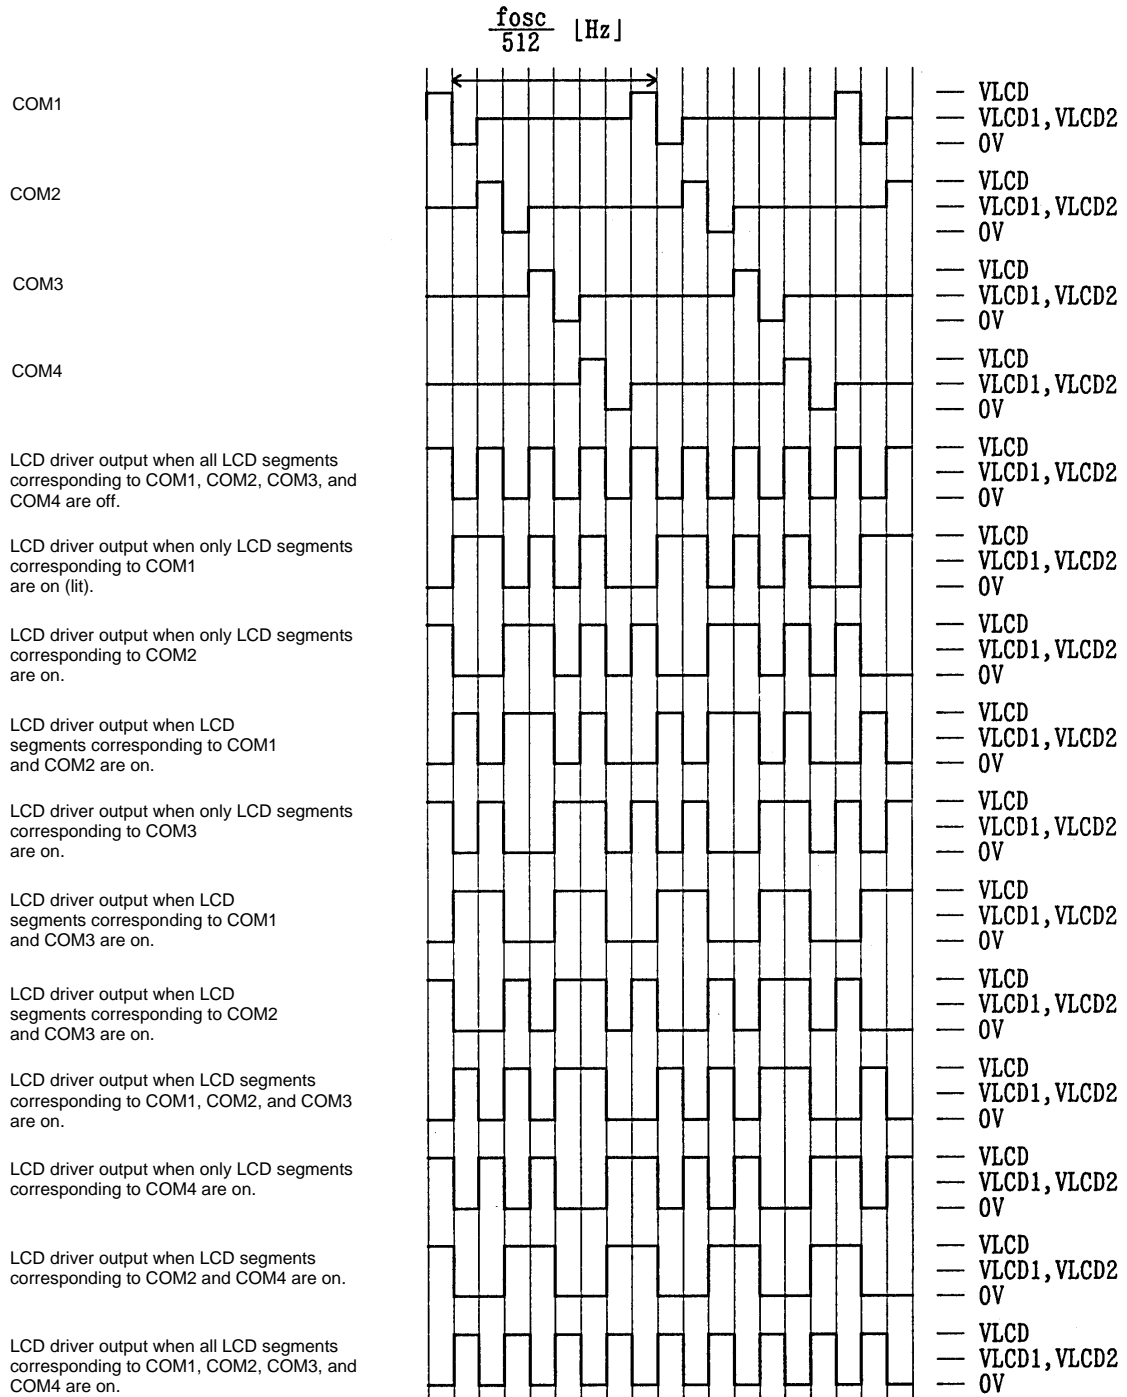 fosc
512 [Hz]
COM1
VLCD
VLCD1,VLCD2
0V
COM2
VLCD
VLCD1,VLCD2
0V
COM3
VLCD
VLCD1,VLCD2
0V
COM4
VLCD
VLCD1,VLCD2
0V
LCD driver output when all LCD segments
corresponding to COM1, COM2, COM3, and
COM4 are off.
VLCD
VLCD1,VLCD2
0V
LCD driver output when only LCD segments
corresponding to COM1
are on (lit).
VLCD
VLCD1,VLCD2
0V
LCD driver output when only LCD segments
corresponding to COM2
are on.
VLCD
VLCD1,VLCD2
0V
LCD driver output when LCD
segments corresponding to COM1
and COM2 are on.
VLCD
VLCD1,VLCD2
0V
LCD driver output when only LCD segments
corresponding to COM3
are on.
VLCD
VLCD1,VLCD2
0V
LCD driver output when LCD
segments corresponding to COM1
and COM3 are on.
VLCD
VLCD1,VLCD2
0V
LCD driver output when LCD
segments corresponding to COM2
and COM3 are on.
VLCD
VLCD1,VLCD2
0V
LCD driver output when LCD segments
corresponding to COM1, COM2, and COM3
are on.
VLCD
VLCD1,VLCD2
0V
LCD driver output when only LCD segments
corresponding to COM4 are on.
VLCD
VLCD1,VLCD2
0V
LCD driver output when LCD segments
corresponding to COM2 and COM4 are on.
VLCD
VLCD1,VLCD2
0V
LCD driver output when all LCD segments
corresponding to COM1, COM2, COM3, and
COM4 are on.
VLCD
VLCD1,VLCD2
0V